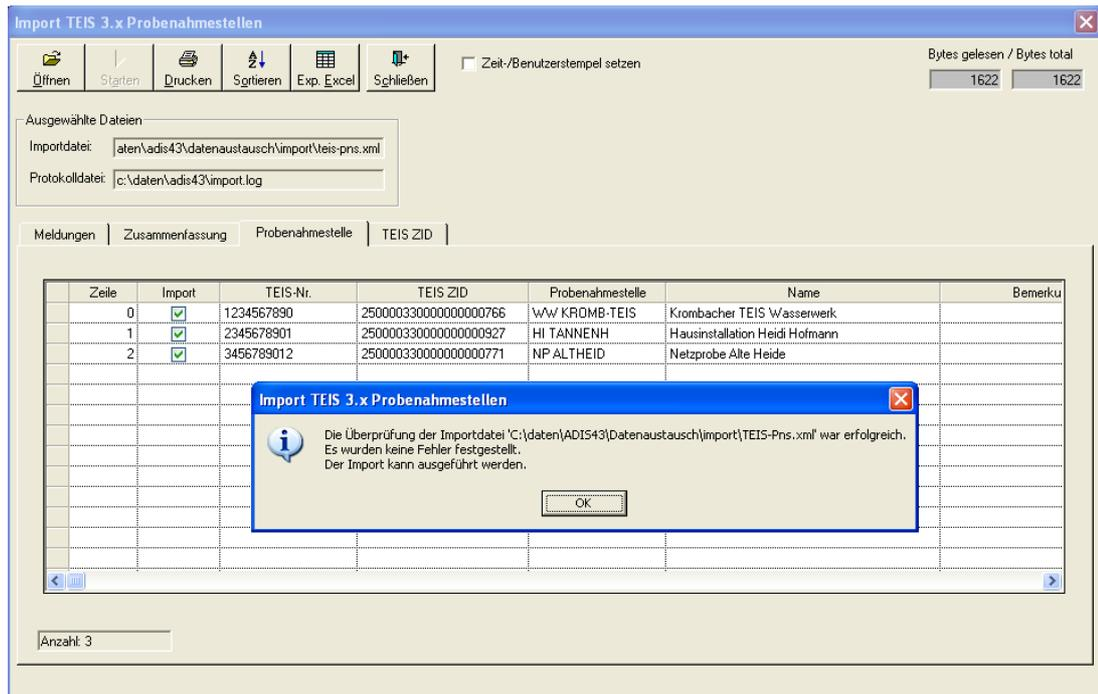 Import TEIS 3.x Probenahmestellen
Öffnen Starten Drucken Sortieren Exp. Excel Schließen
Zeit-/Benutzerstempel setzen
Bytes gelesen / Bytes total
1622 1622
Ausgewählte Dateien
Importdatei: aten\adis43\datenaustausch\import\teis-pns.xml
Protokolldatei: c:\daten\adis43\import.log
Meldungen Zusammenfassung Probenahmestelle TEIS ZID
Zeile Import TEIS-Nr. TEIS ZID Probenahmestelle Name Bemerku
0 1234567890 250000330000000000766 WW KROMB-TEIS Krombacher TEIS Wasserwerk
1 2345678901 250000330000000000927 HI TANNENH Hausinstallation Heidi Hofmann
2 3456789012 250000330000000000771 NP ALTHEID Netzprobe Alte Heide
Import TEIS 3.x Probenahmestellen
Die Überprüfung der Importdatei 'C:\daten\ADIS43\Datenaustausch\import\TEIS-Pns.xml' war erfolgreich.
Es wurden keine Fehler festgestellt.
Der Import kann ausgeführt werden.
OK
Anzahl: 3